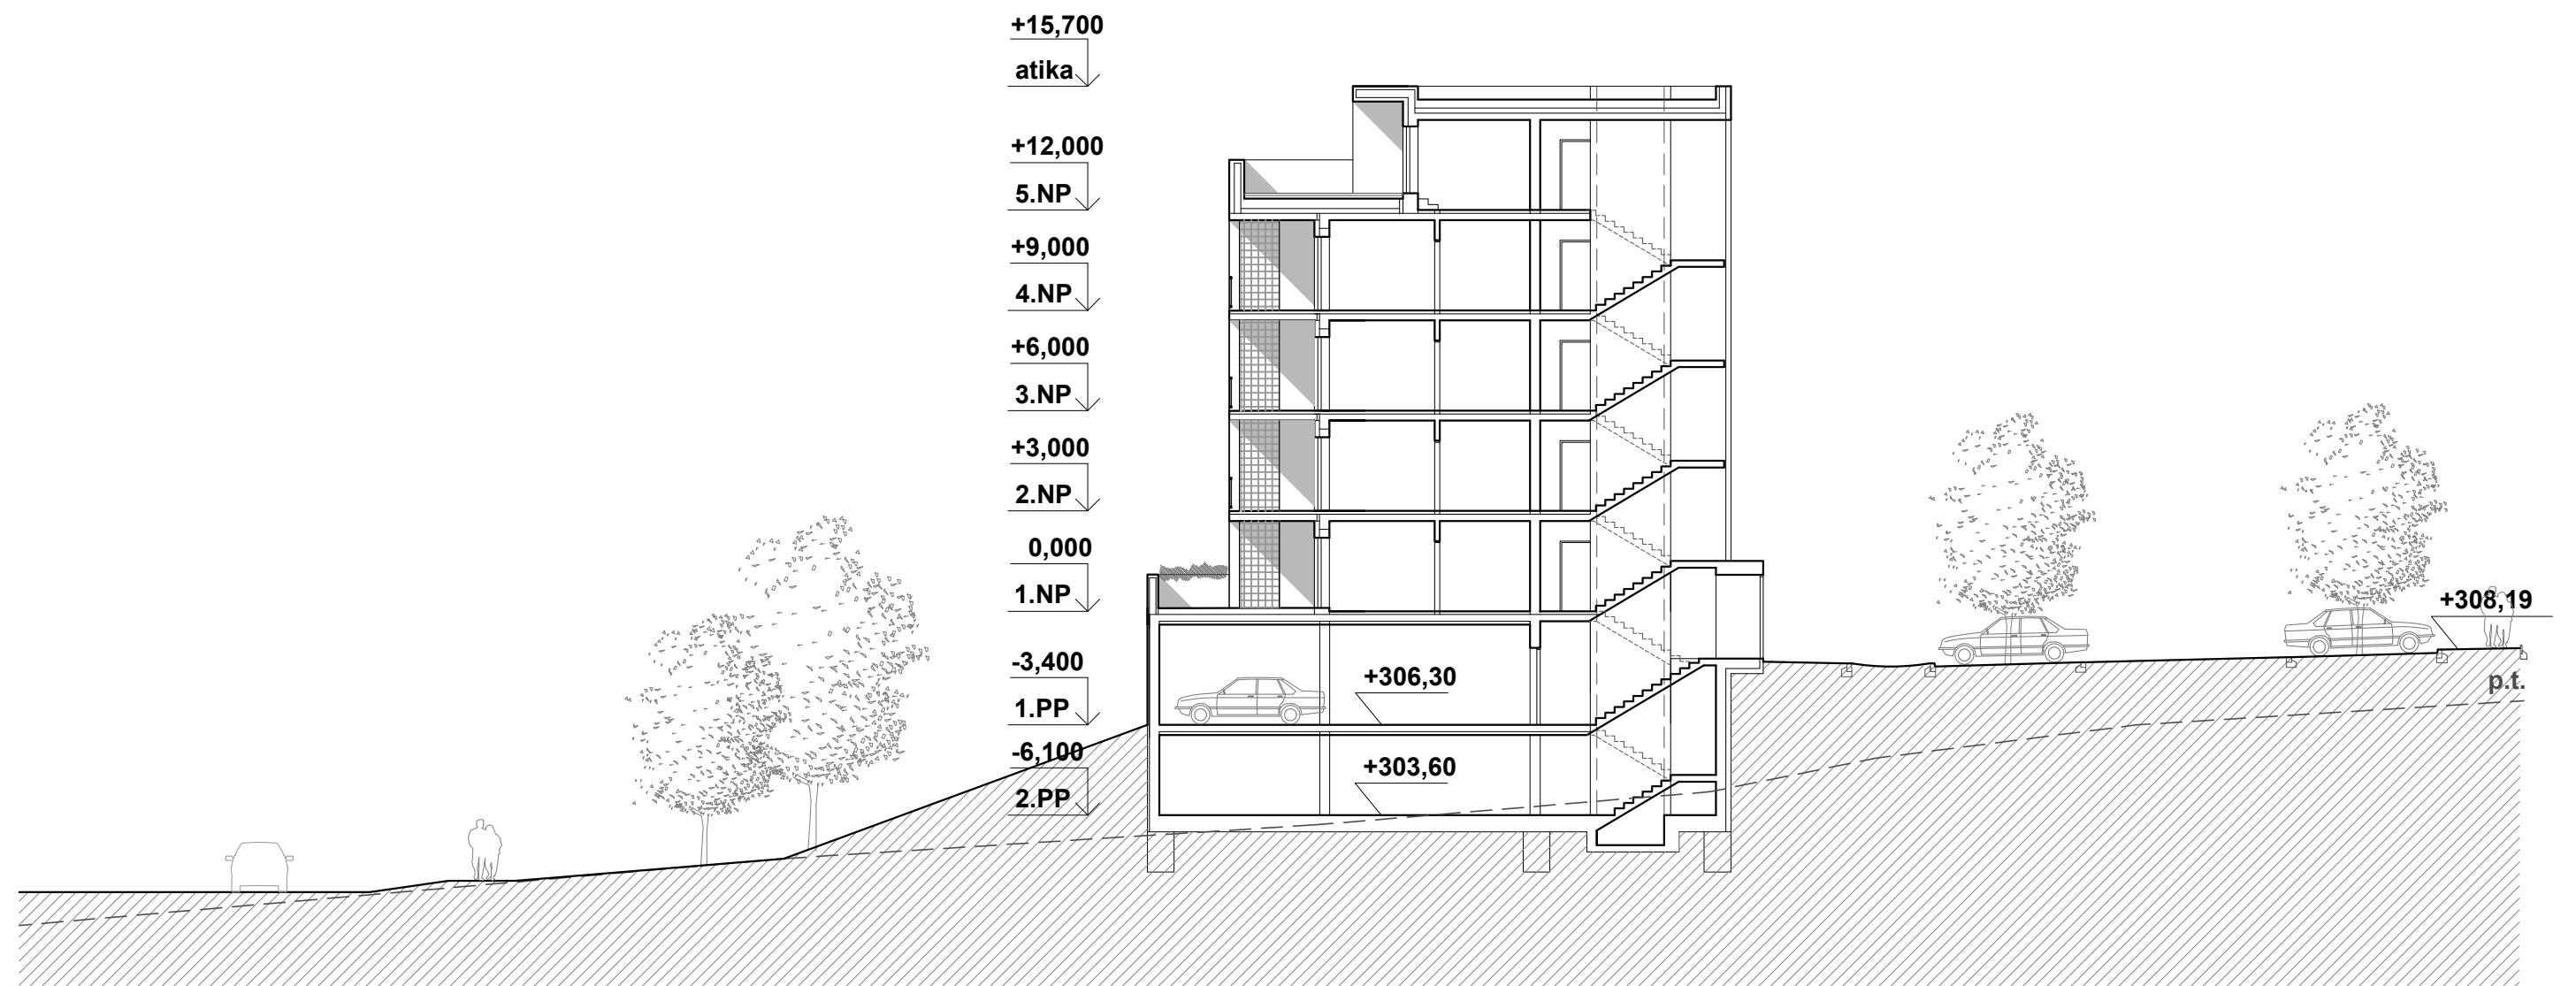 +15,700
atika
+12,000
5.NP
+9,000
4.NP
+6,000
3.NP
+3,000
2.NP
0,000
1.NP
+308,19
-3,400
+306,30
p.t.
1.PP
-6,100
+303,60
2.PP